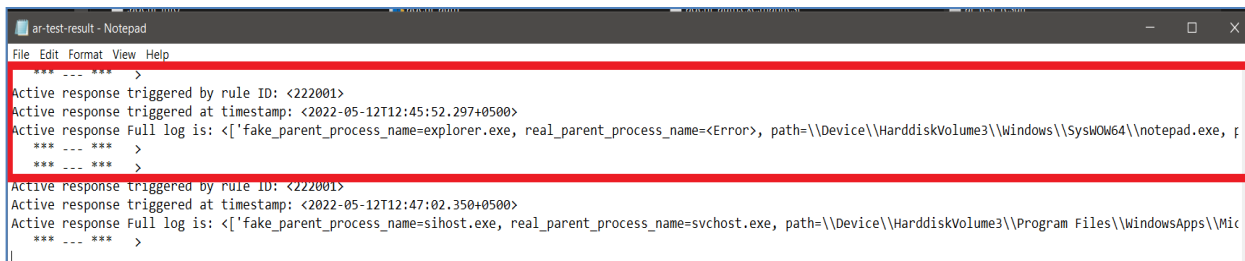 ar-test-result - Notepad
File Edit Format View Help
*** --- *** >
Active response triggered by rule ID: <222001>
Active response triggered at timestamp: <2022-05-12T12:45:52.297+0500>
Active response Full log is: <['fake_parent_process_name=explorer.exe, real_parent_process_name=<Error>, path=\\Device\\HarddiskVolume3\\Windows\\SysWOW64\\notepad.exe, p
*** --- *** >
*** --- *** >
Active response triggered by rule ID: <222001>
Active response triggered at timestamp: <2022-05-12T12:47:02.350+0500>
Active response Full log is: <['fake_parent_process_name=sihost.exe, real_parent_process_name=svchost.exe, path=\\Device\\HarddiskVolume3\\Program Files\\WindowsApps\\Mic
*** --- *** >